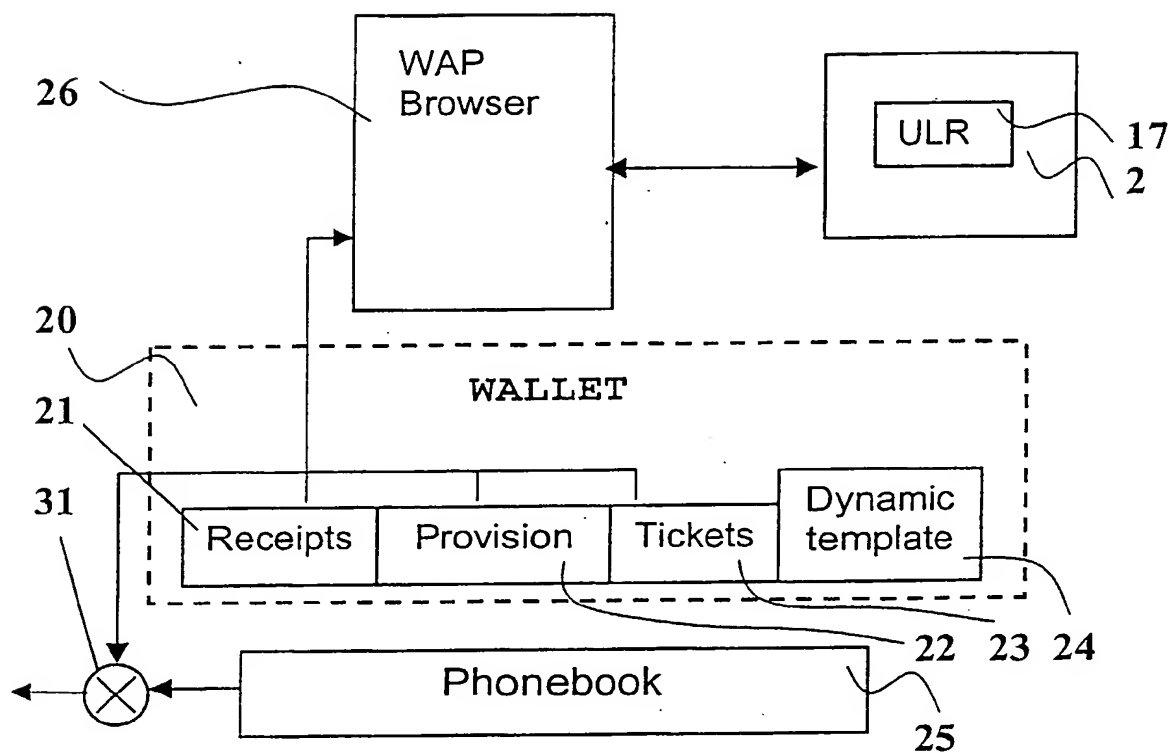 WAP
Browser
26
ULR
17
2
20
WALLET
21
31
Receipts
Provision
Tickets
Dynamic
template
22 23 24
Phonebook
25